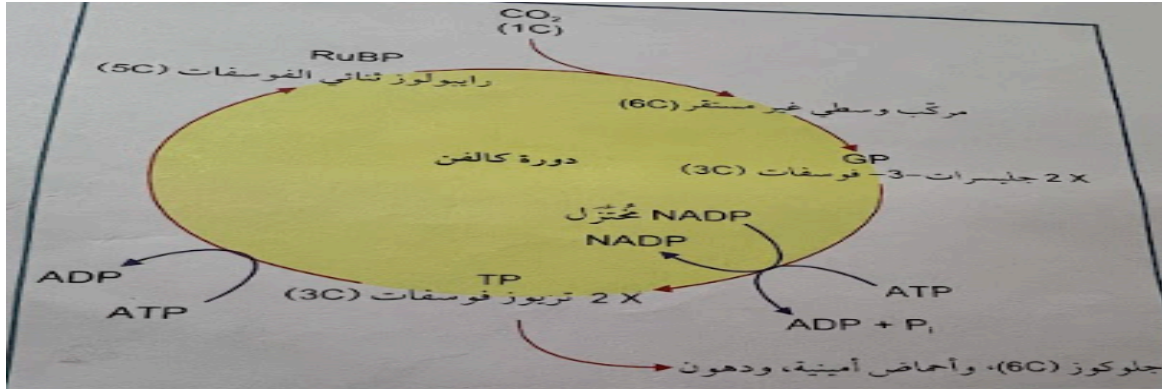 CO₂
(1C)
RuBP
رايبولوز ثنائي الفوسفات (5C)
مركب وسطي غير مستقر (6C)
GP
2 X جليسرات-3- فوسفات (3C)
دورة كالفن
NADP مُختزَل
NADP
ATP
ADP + Pᵢ
TP
2 X تريوز فوسفات (3C)
ADP
ATP
جلوكوز (6C)، وأحماض أمينية، ودهون